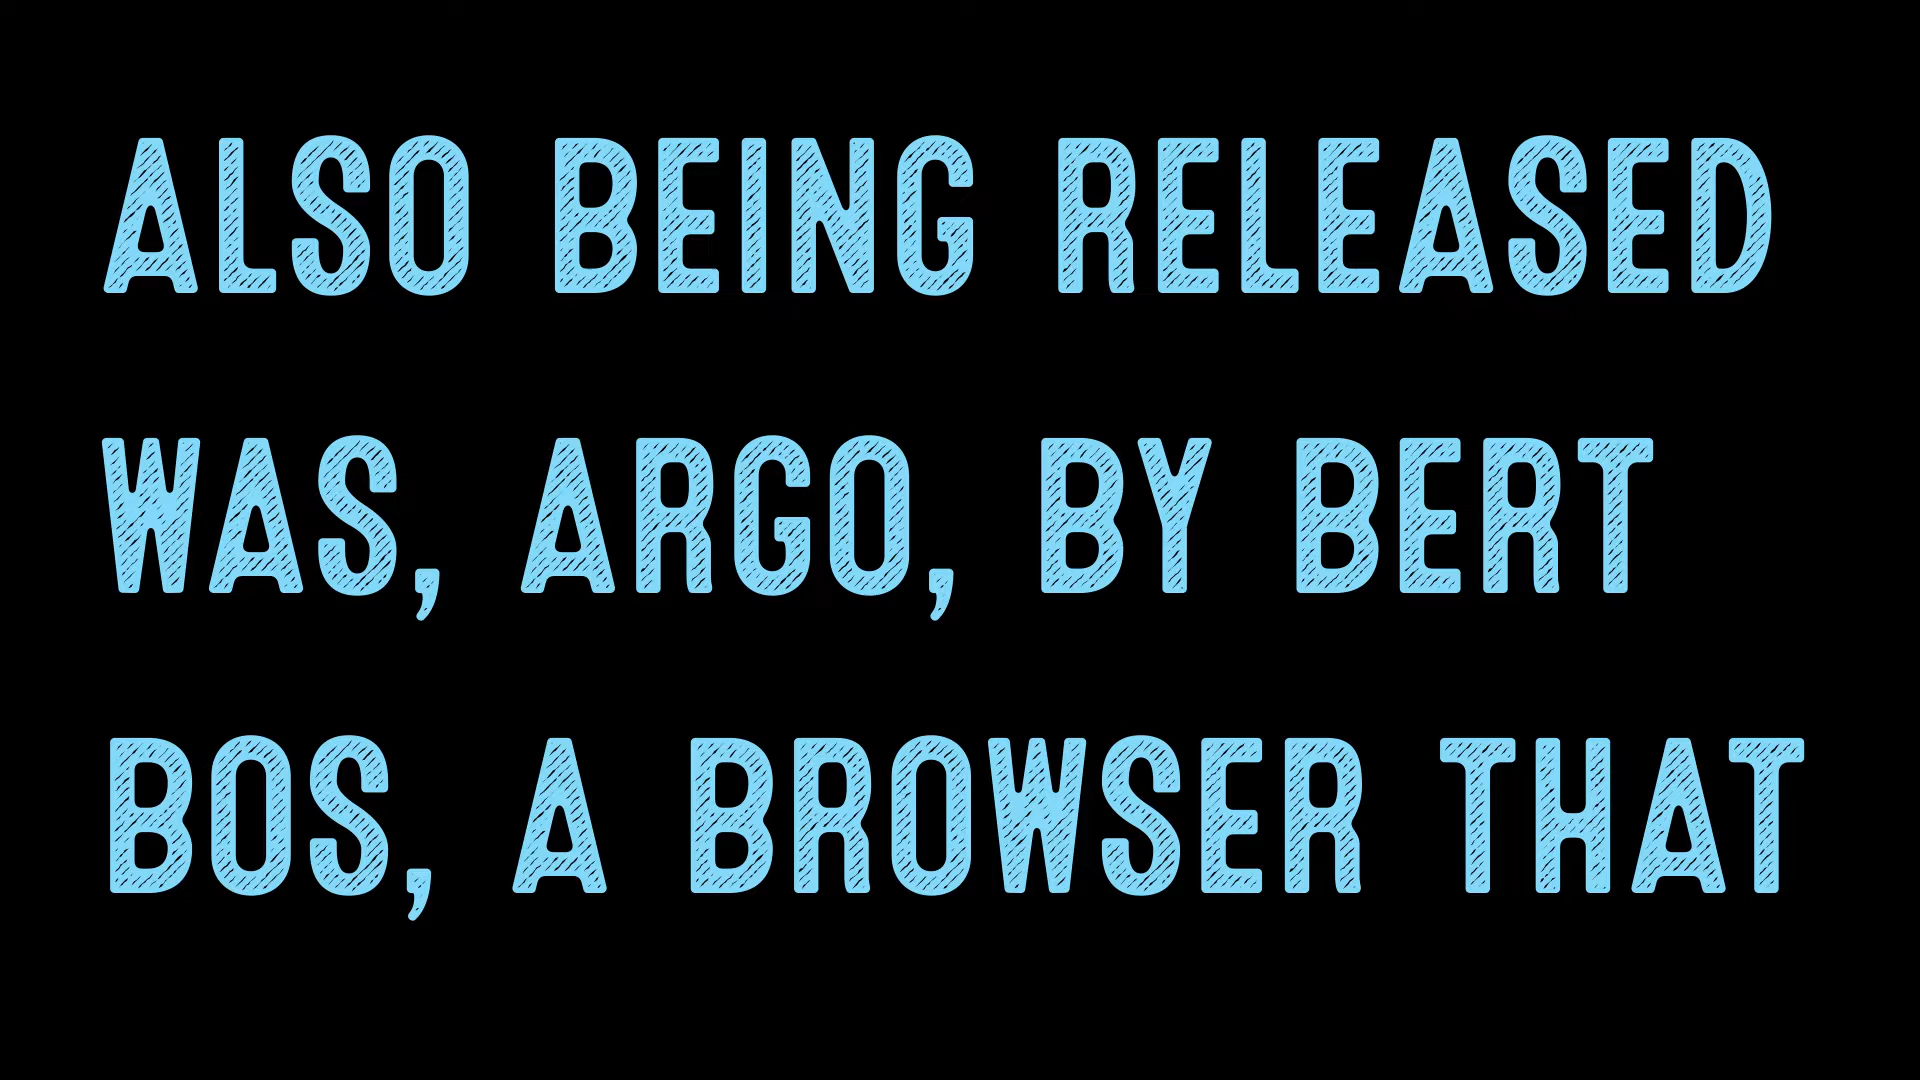 ALSO BEING RELEASED
WAS, ARGO, BY BERT
BOS, A BROWSER THAT